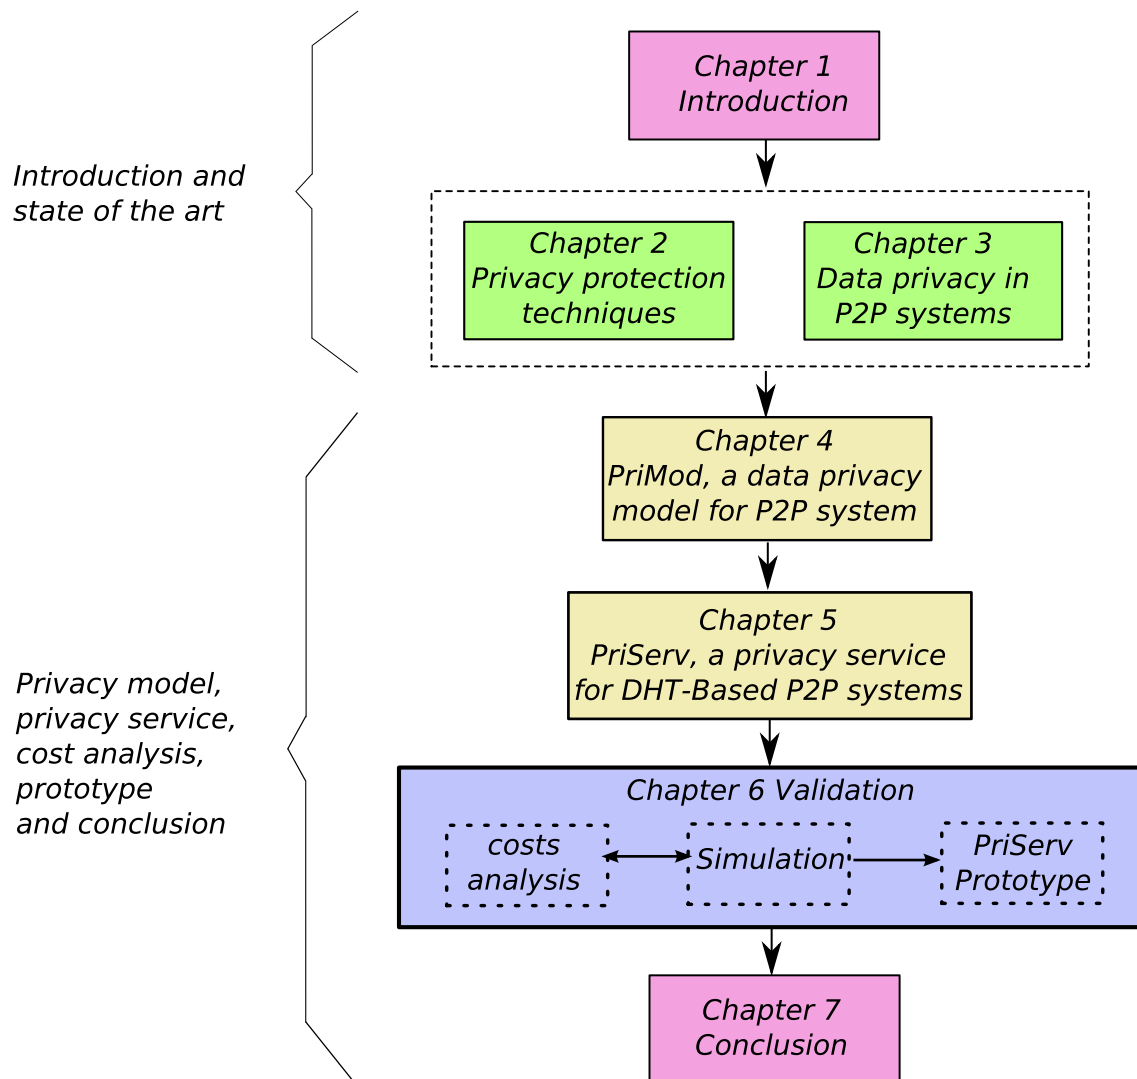 Chapter 1
Introduction
Introduction and
state of the art
Chapter 2
Privacy protection
techniques
Chapter 3
Data privacy in
P2P systems
Chapter 4
PriMod, a data privacy
model for P2P system
Chapter 5
PriServ, a privacy service
for DHT-Based P2P systems
Privacy model,
privacy service,
cost analysis,
prototype
and conclusion
Chapter 6 Validation
costs
analysis
Simulation
PriServ
Prototype
Chapter 7
Conclusion